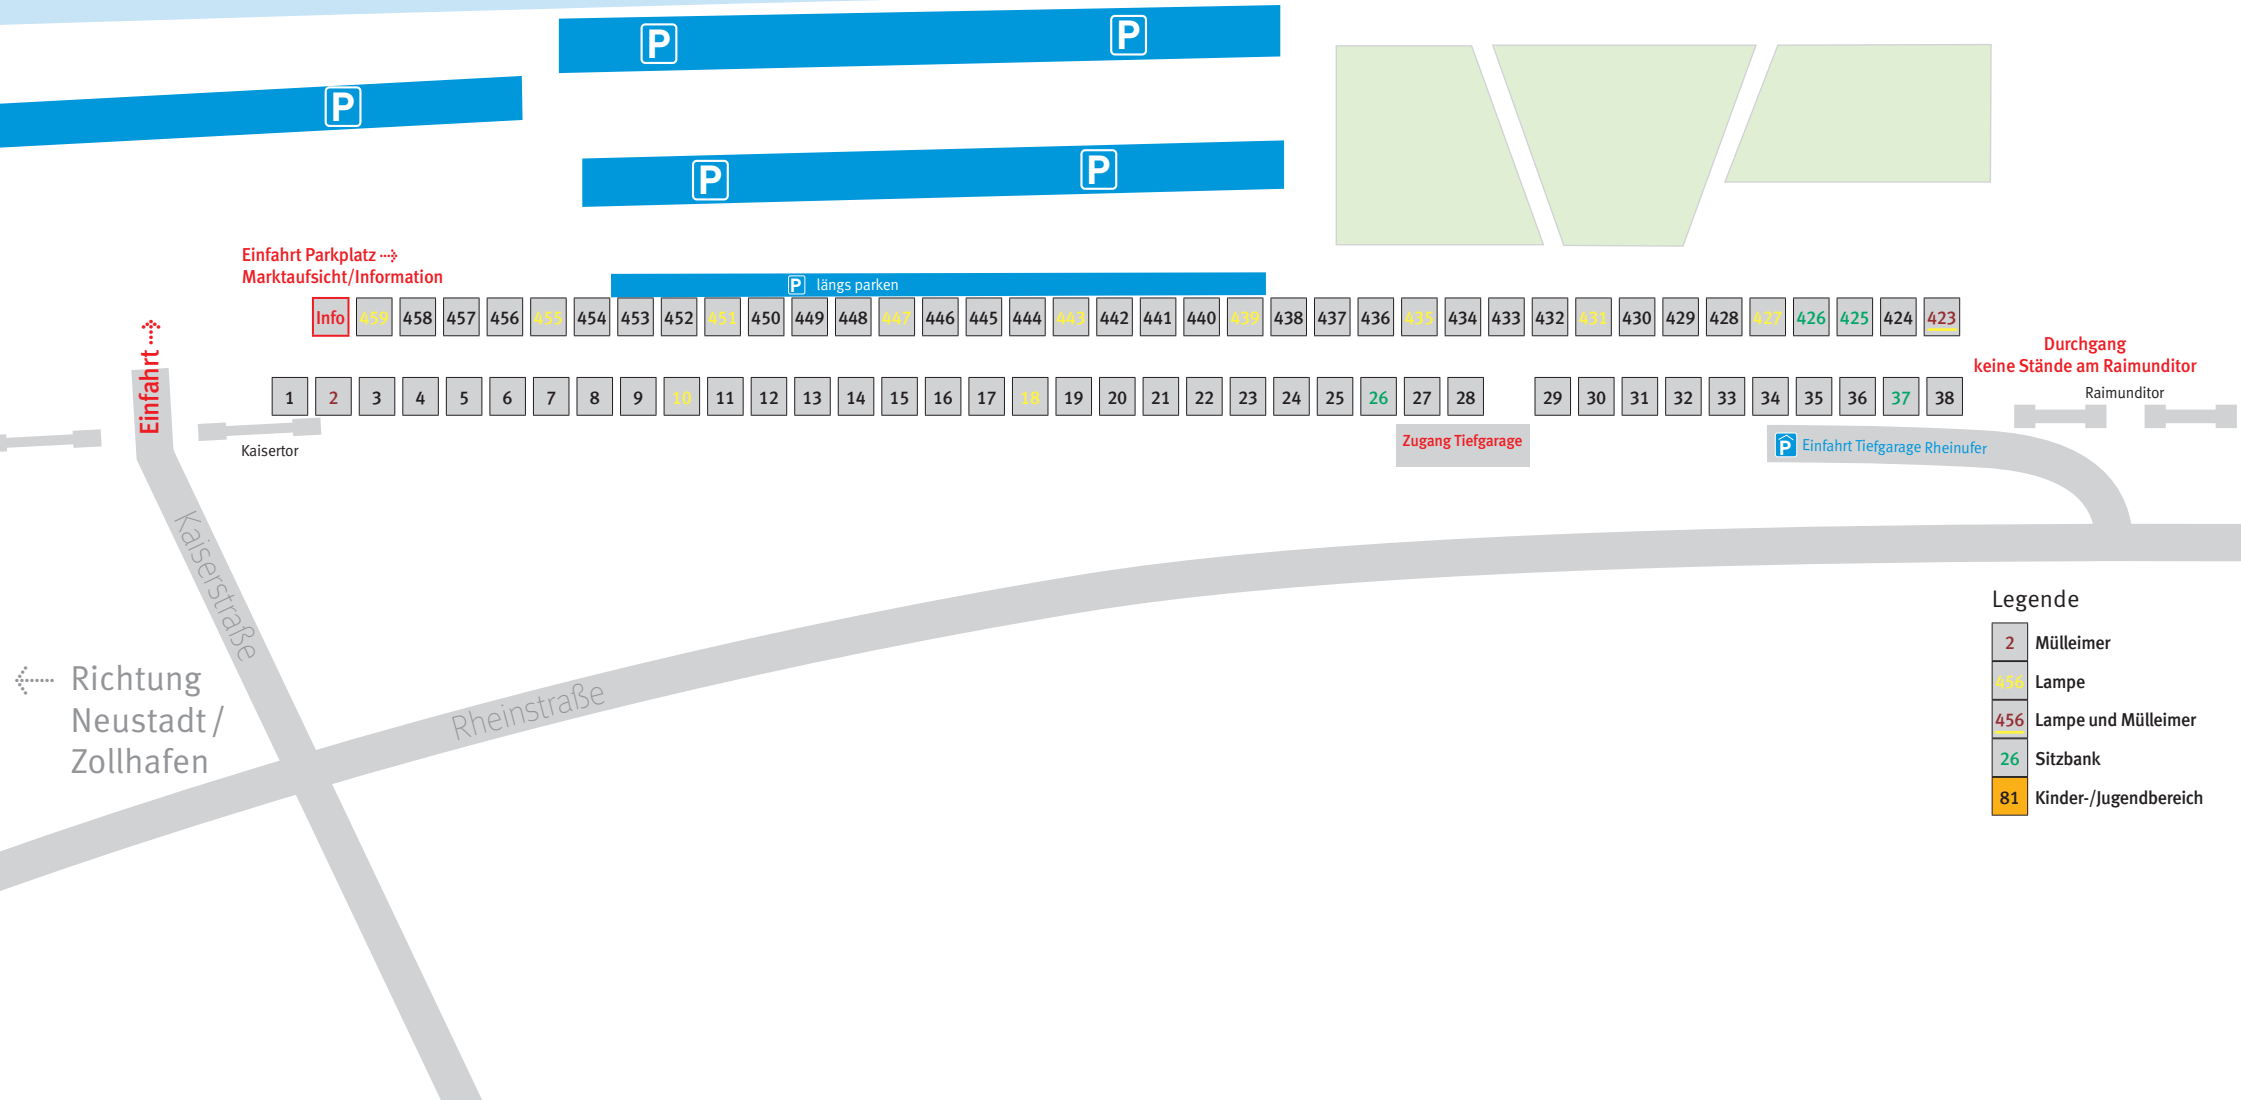 P
P
P
P
P
Einfahrt Parkplatz
Marktaufsicht/Information
P längs parken
Info 459 458 457 456 455 454 453 452 451 450 449 448 447 446 445 444 443 442 441 440 439 438 437 436 435 434 433 432 431 430 429 428 427 426 425 424 423
Einfahrt
Durchgang
keine Stände am Raimunditor
Raimunditor
1 2 3 4 5 6 7 8 9 10 11 12 13 14 15 16 17 18 19 20 21 22 23 24 25 26 27 28 29 30 31 32 33 34 35 36 37 38
Kaisertor
Zugang Tiefgarage
P Einfahrt Tiefgarage Rheinufer
Kaiserstraße
Rheinstraße
Richtung
Neustadt/
Zollhafen
Legende
2 Mülleimer
456 Lampe
456 Lampe und Mülleimer
26 Sitzbank
81 Kinder-/Jugendbereich